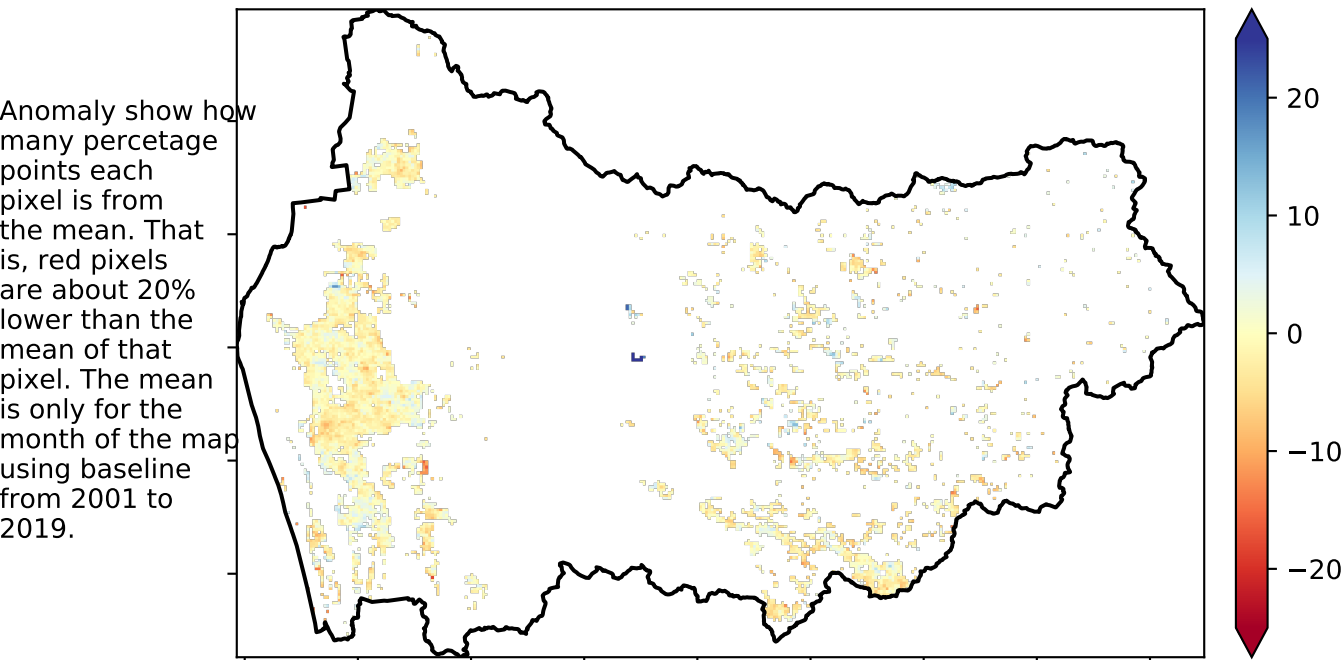 Anomaly show how
many percetage
points each
pixel is from
the mean. That
is, red pixels
are about 20%
lower than the
mean of that
pixel. The mean
is only for the
month of the map
using baseline
from 2001 to
2019.
20
10
0
−10
−20